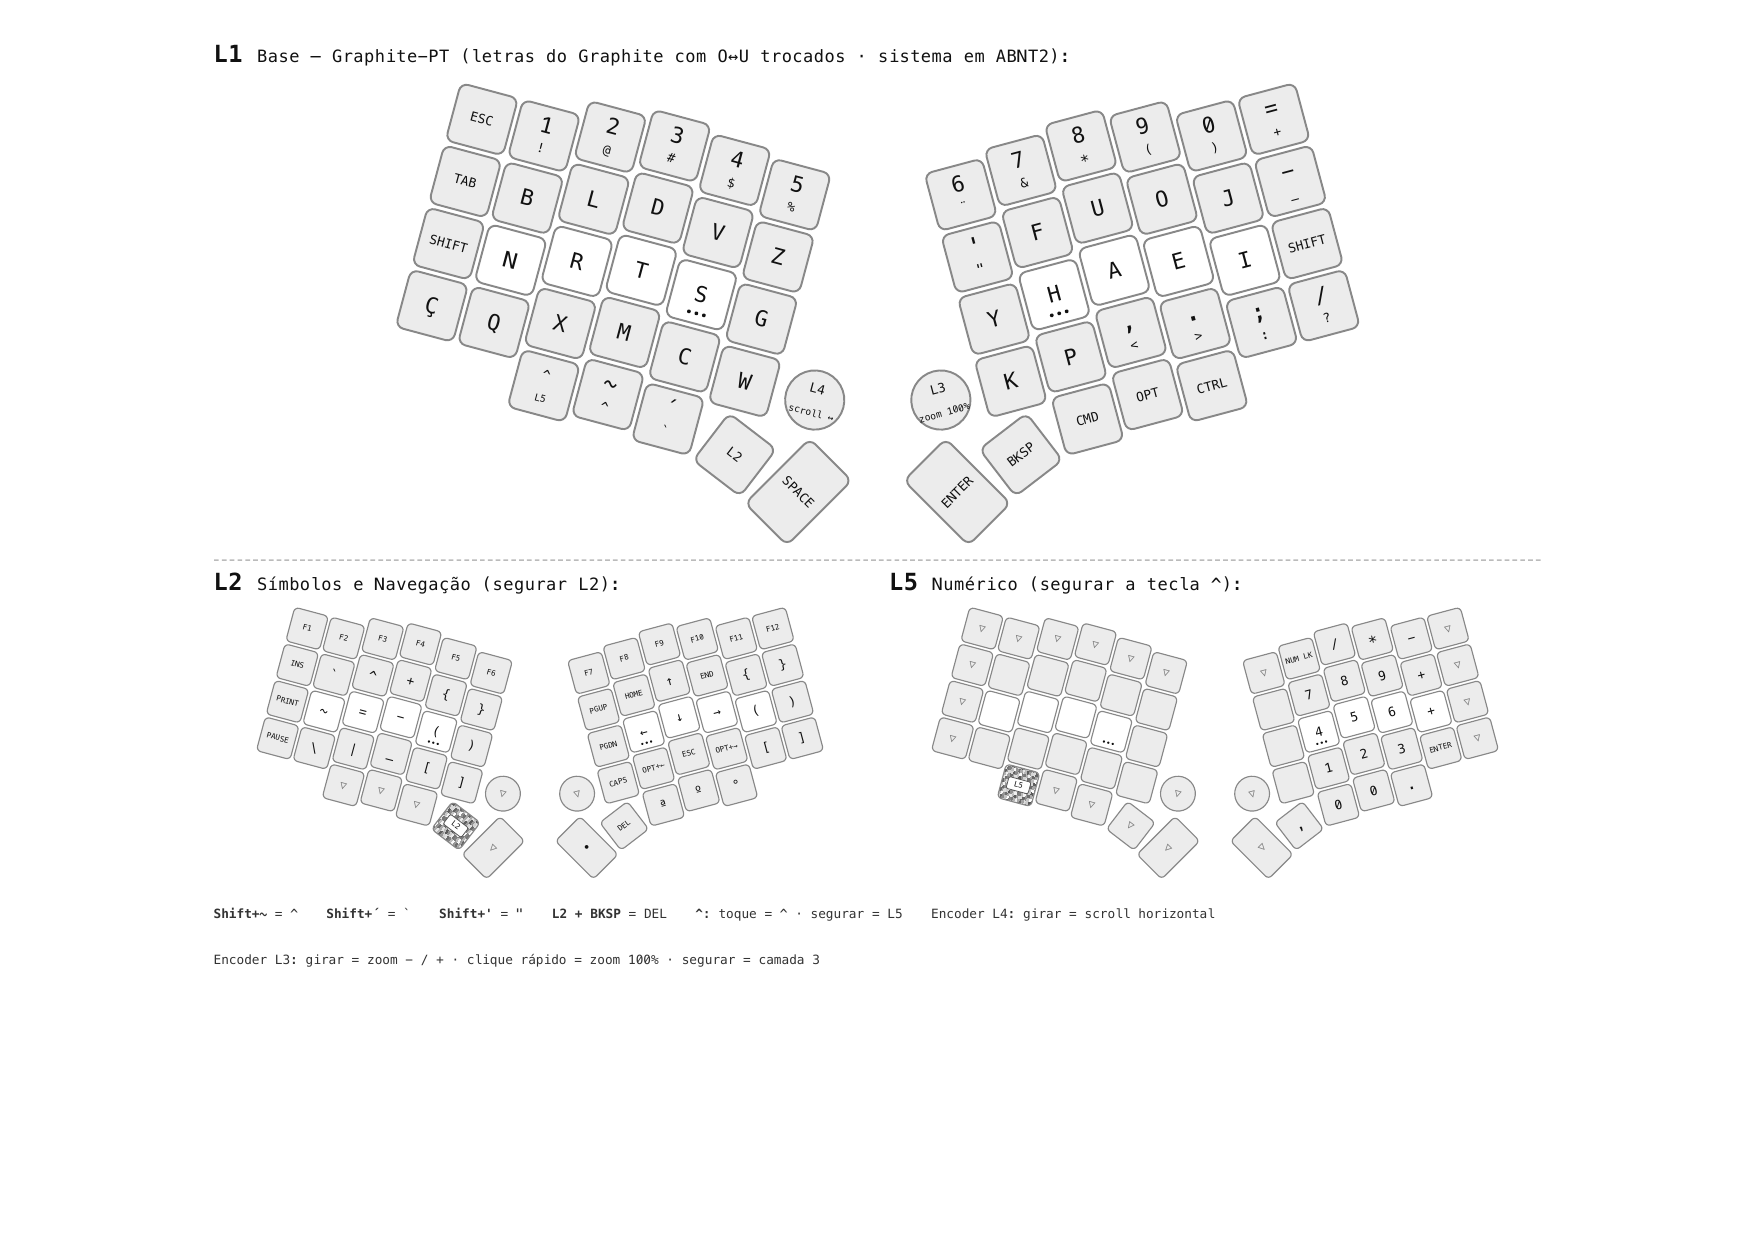 L1 Base — Graphite-PT (letras do Graphite com O↔U trocados · sistema em ABNT2):
ESC 1 ! 2 @ 3 # 4 $ 5 %
6 ¨ 7 & 8 * 9 ( 0 ) = +
TAB B L D V Z
' " F U O J − _
SHIFT N R T S ••• G
Y H ••• A E I SHIFT
Ç Q X M C W
K P , < . > ; : / ?
^ L5 ~ ^ ´ ` L2 SPACE
L4 scroll ↔
L3 zoom 100%
ENTER BKSP CMD OPT CTRL
L2 Símbolos e Navegação (segurar L2):
F1 F2 F3 F4 F5 F6
F7 F8 F9 F10 F11 F12
INS ` ^ + { }
PGUP HOME ↑ END { }
PRINT ~ = − ( ••• )
PGDN ← ••• ↓ → ( )
PAUSE \ | _ [ ]
CAPS OPT+← ESC OPT+→ [ ]
▽ ▽ ▽ L2 ▽ ▽
▽ • DEL ª º °
L5 Numérico (segurar a tecla ^):
▽ ▽ ▽ ▽ ▽ ▽
▽ NUM LK / * − ▽
▽
7 8 9 + ▽
▽ •••
4 ••• 5 6 + ▽
▽
1 2 3 ENTER ▽
L5 ▽ ▽ ▽ ▽ ▽
▽ ▽ , 0 0 .
Shift+~ = ^ Shift+´ = ` Shift+' = " L2 + BKSP = DEL ^: toque = ^ · segurar = L5 Encoder L4: girar = scroll horizontal
Encoder L3: girar = zoom − / + · clique rápido = zoom 100% · segurar = camada 3